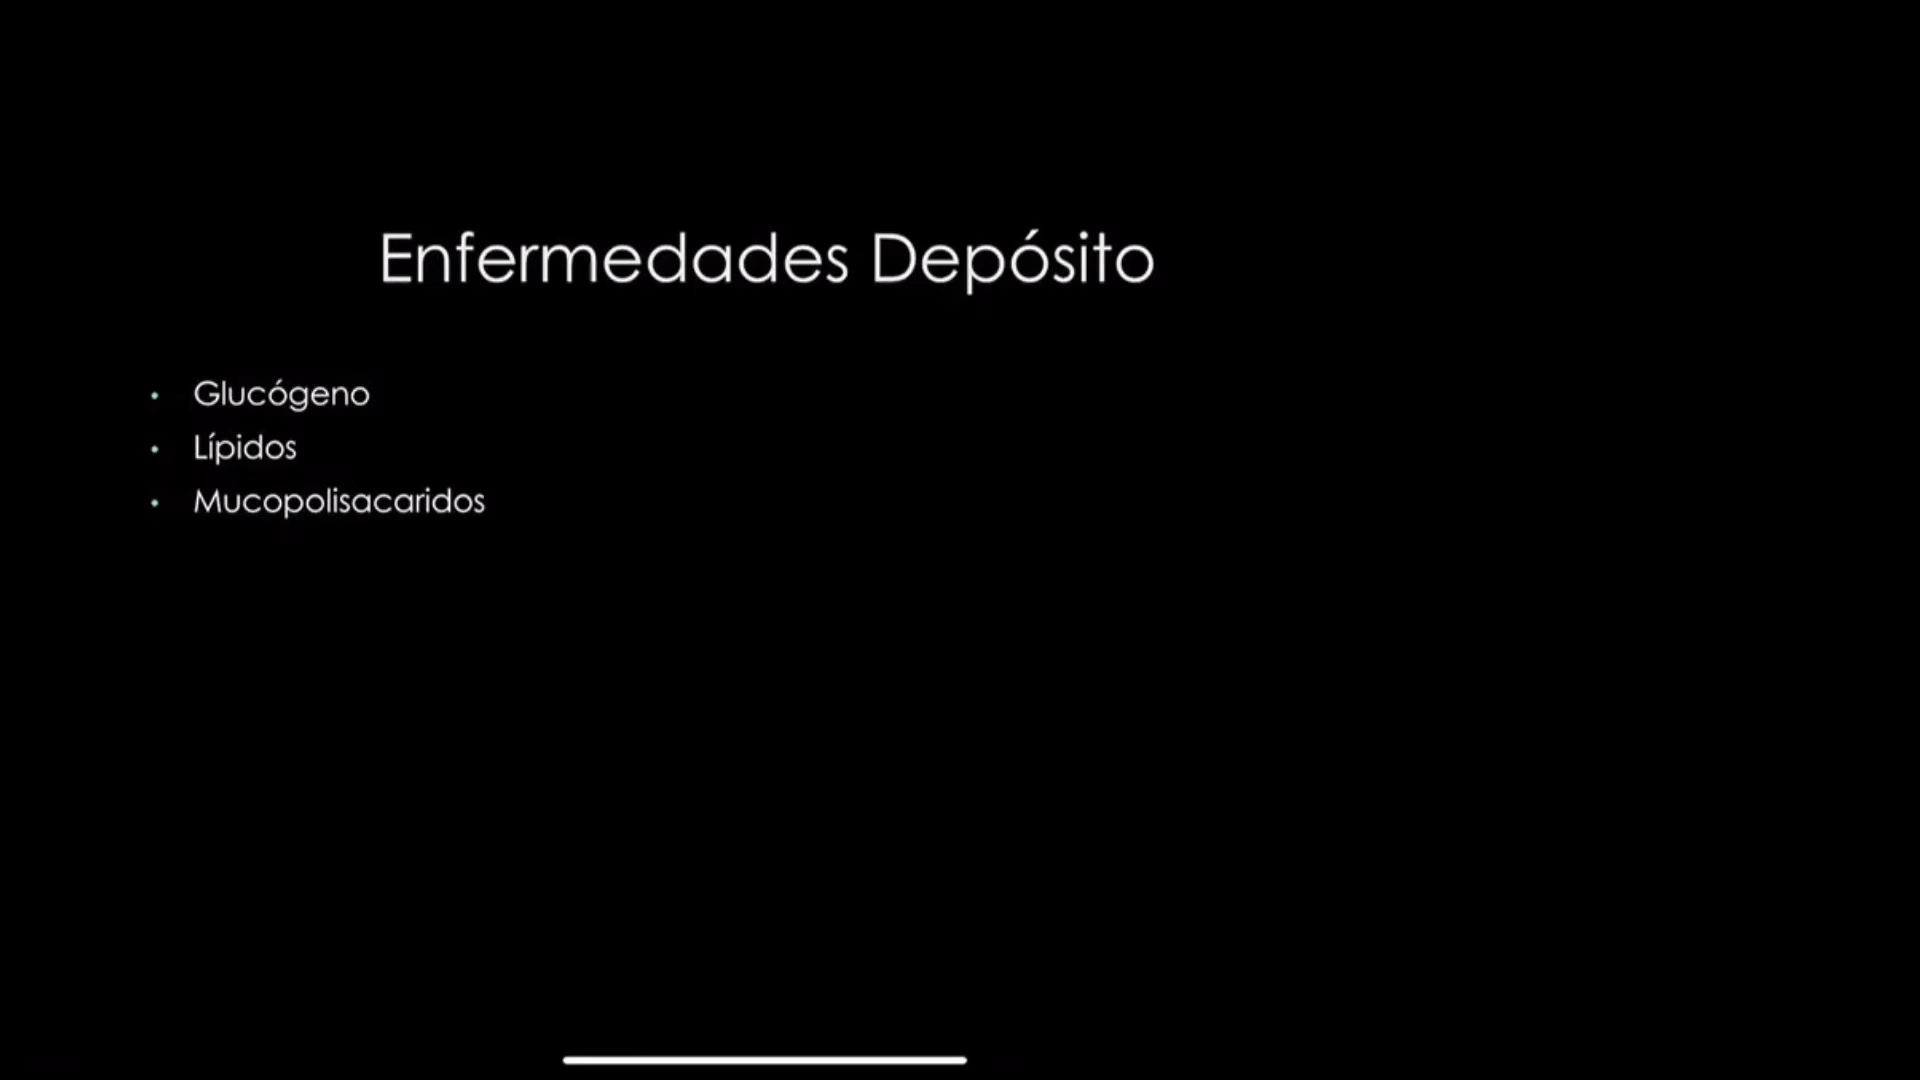 Enfermedades Depósito
• Glucógeno
• Lípidos
• Mucopolisacaridos